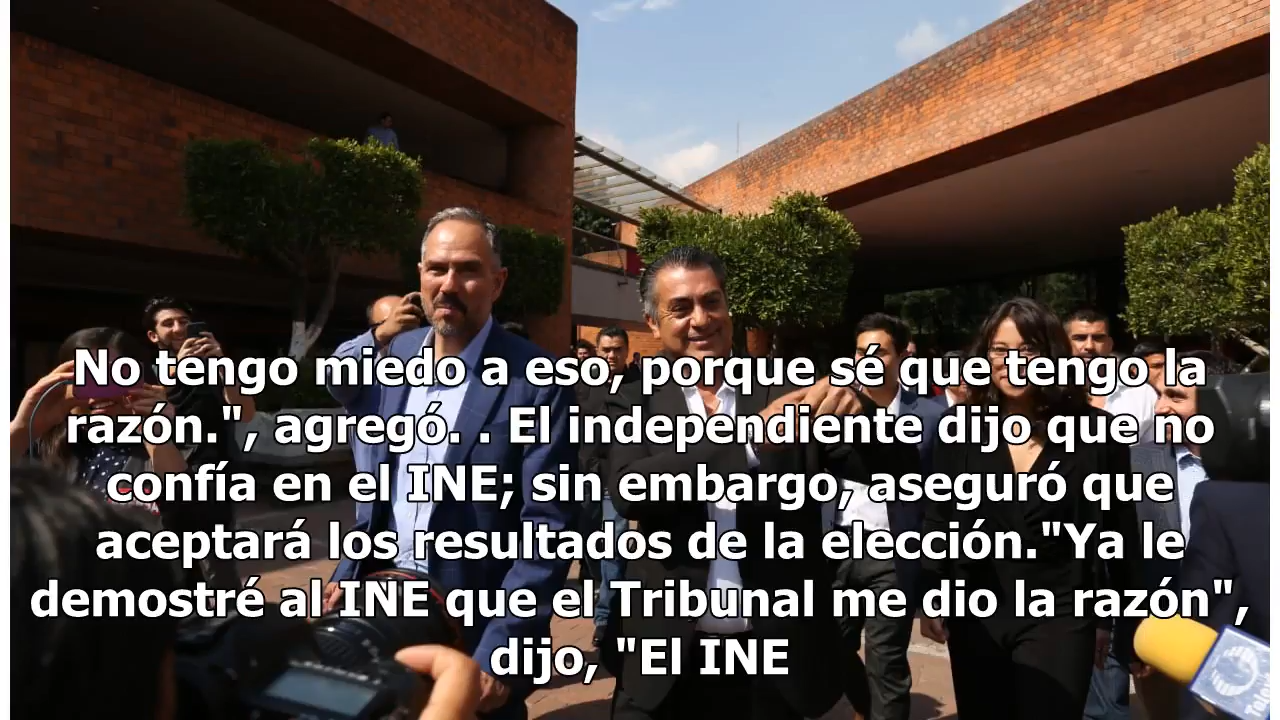 No tengo miedo a eso, porque sé que tengo la
razón.", agregó. . El independiente dijo que no
confía en el INE; sin embargo, aseguró que
aceptará los resultados de la elección."Ya le
demostré al INE que el Tribunal me dio la razón",
dijo, "El INE